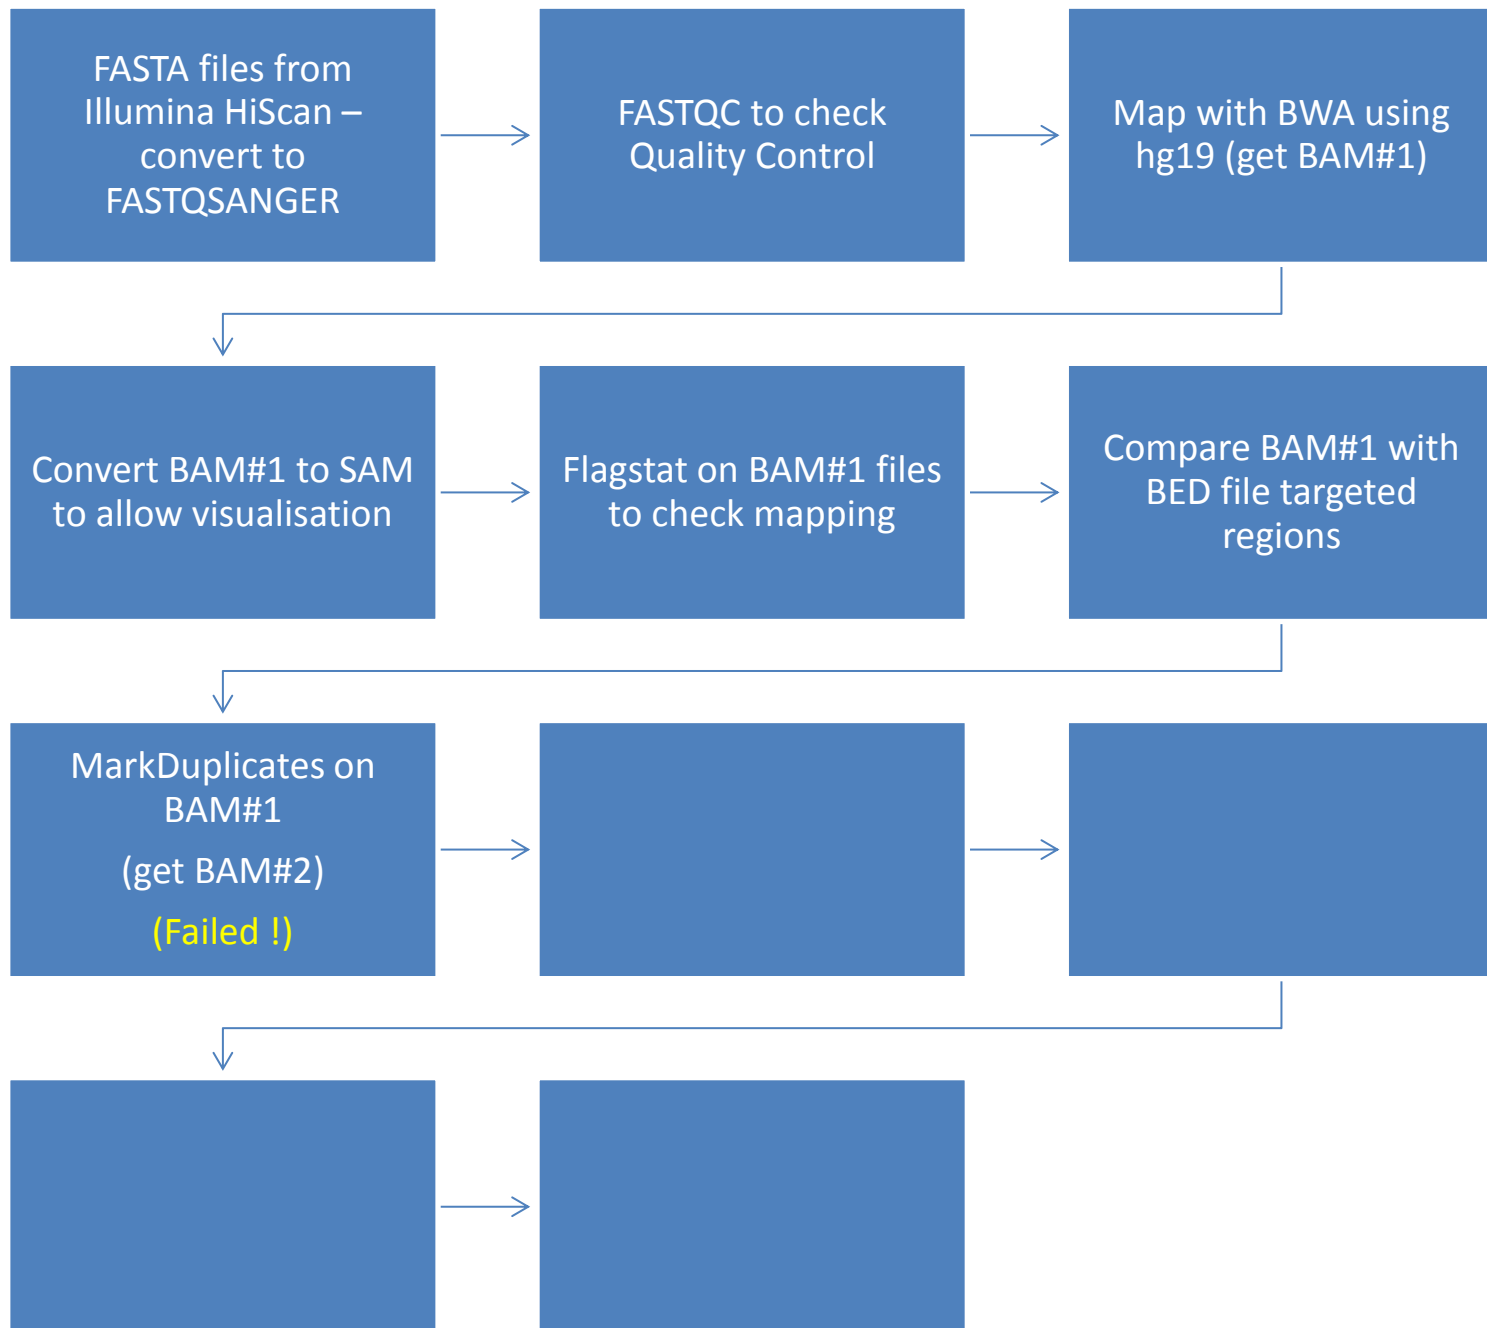 FASTA files from
Illumina HiScan –
convert to
FASTQSANGER
FASTQC to check
Quality Control
Map with BWA using
hg19 (get BAM#1)
Convert BAM#1 to SAM
to allow visualisation
Flagstat on BAM#1 files
to check mapping
Compare BAM#1 with
BED file targeted
regions
MarkDuplicates on
BAM#1
(get BAM#2)
(Failed !)